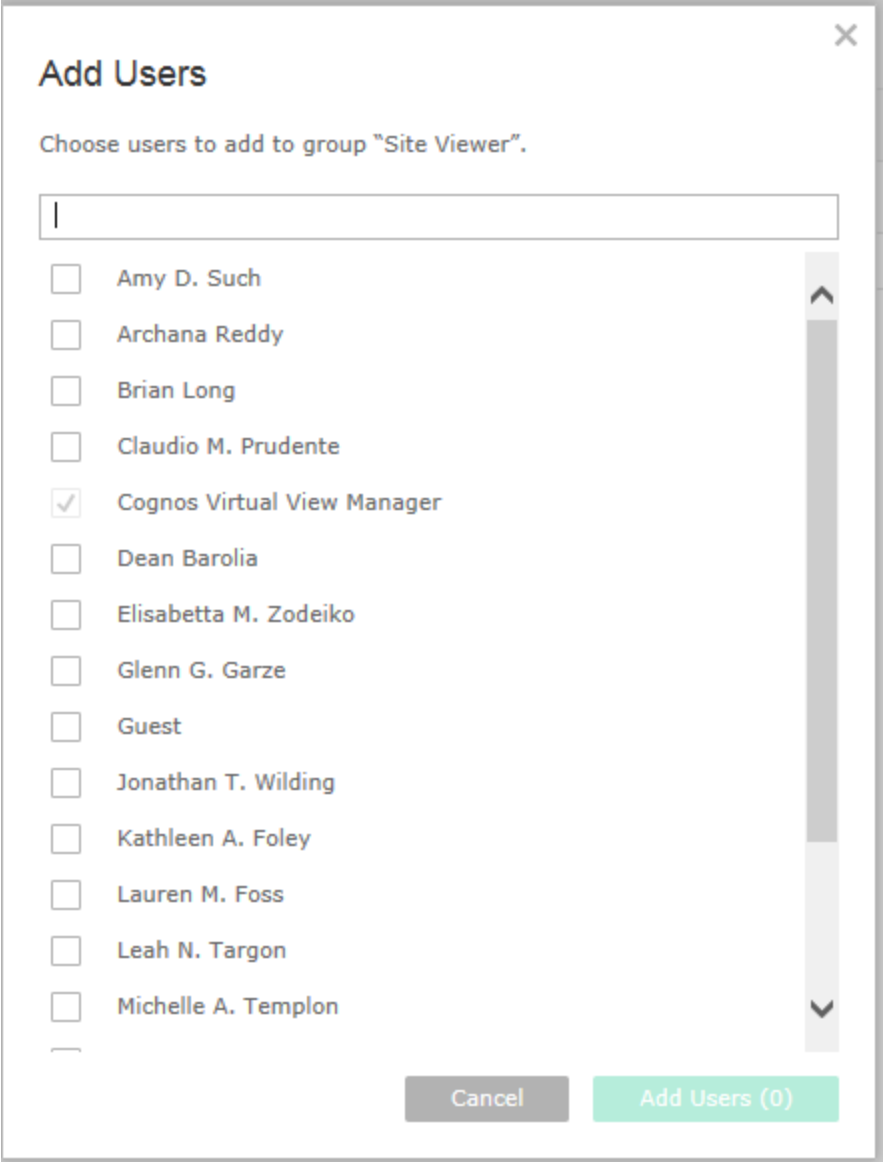 Add Users
Choose users to add to group “Site Viewer”.
Amy D. Such
Archana Reddy
Brian Long
Claudio M. Prudente
Cognos Virtual View Manager
Dean Barolia
Elisabetta M. Zodeiko
Glenn G. Garze
Guest
Jonathan T. Wilding
Kathleen A. Foley
Lauren M. Foss
Leah N. Targon
Michelle A. Templon
Cancel
Add Users (0)